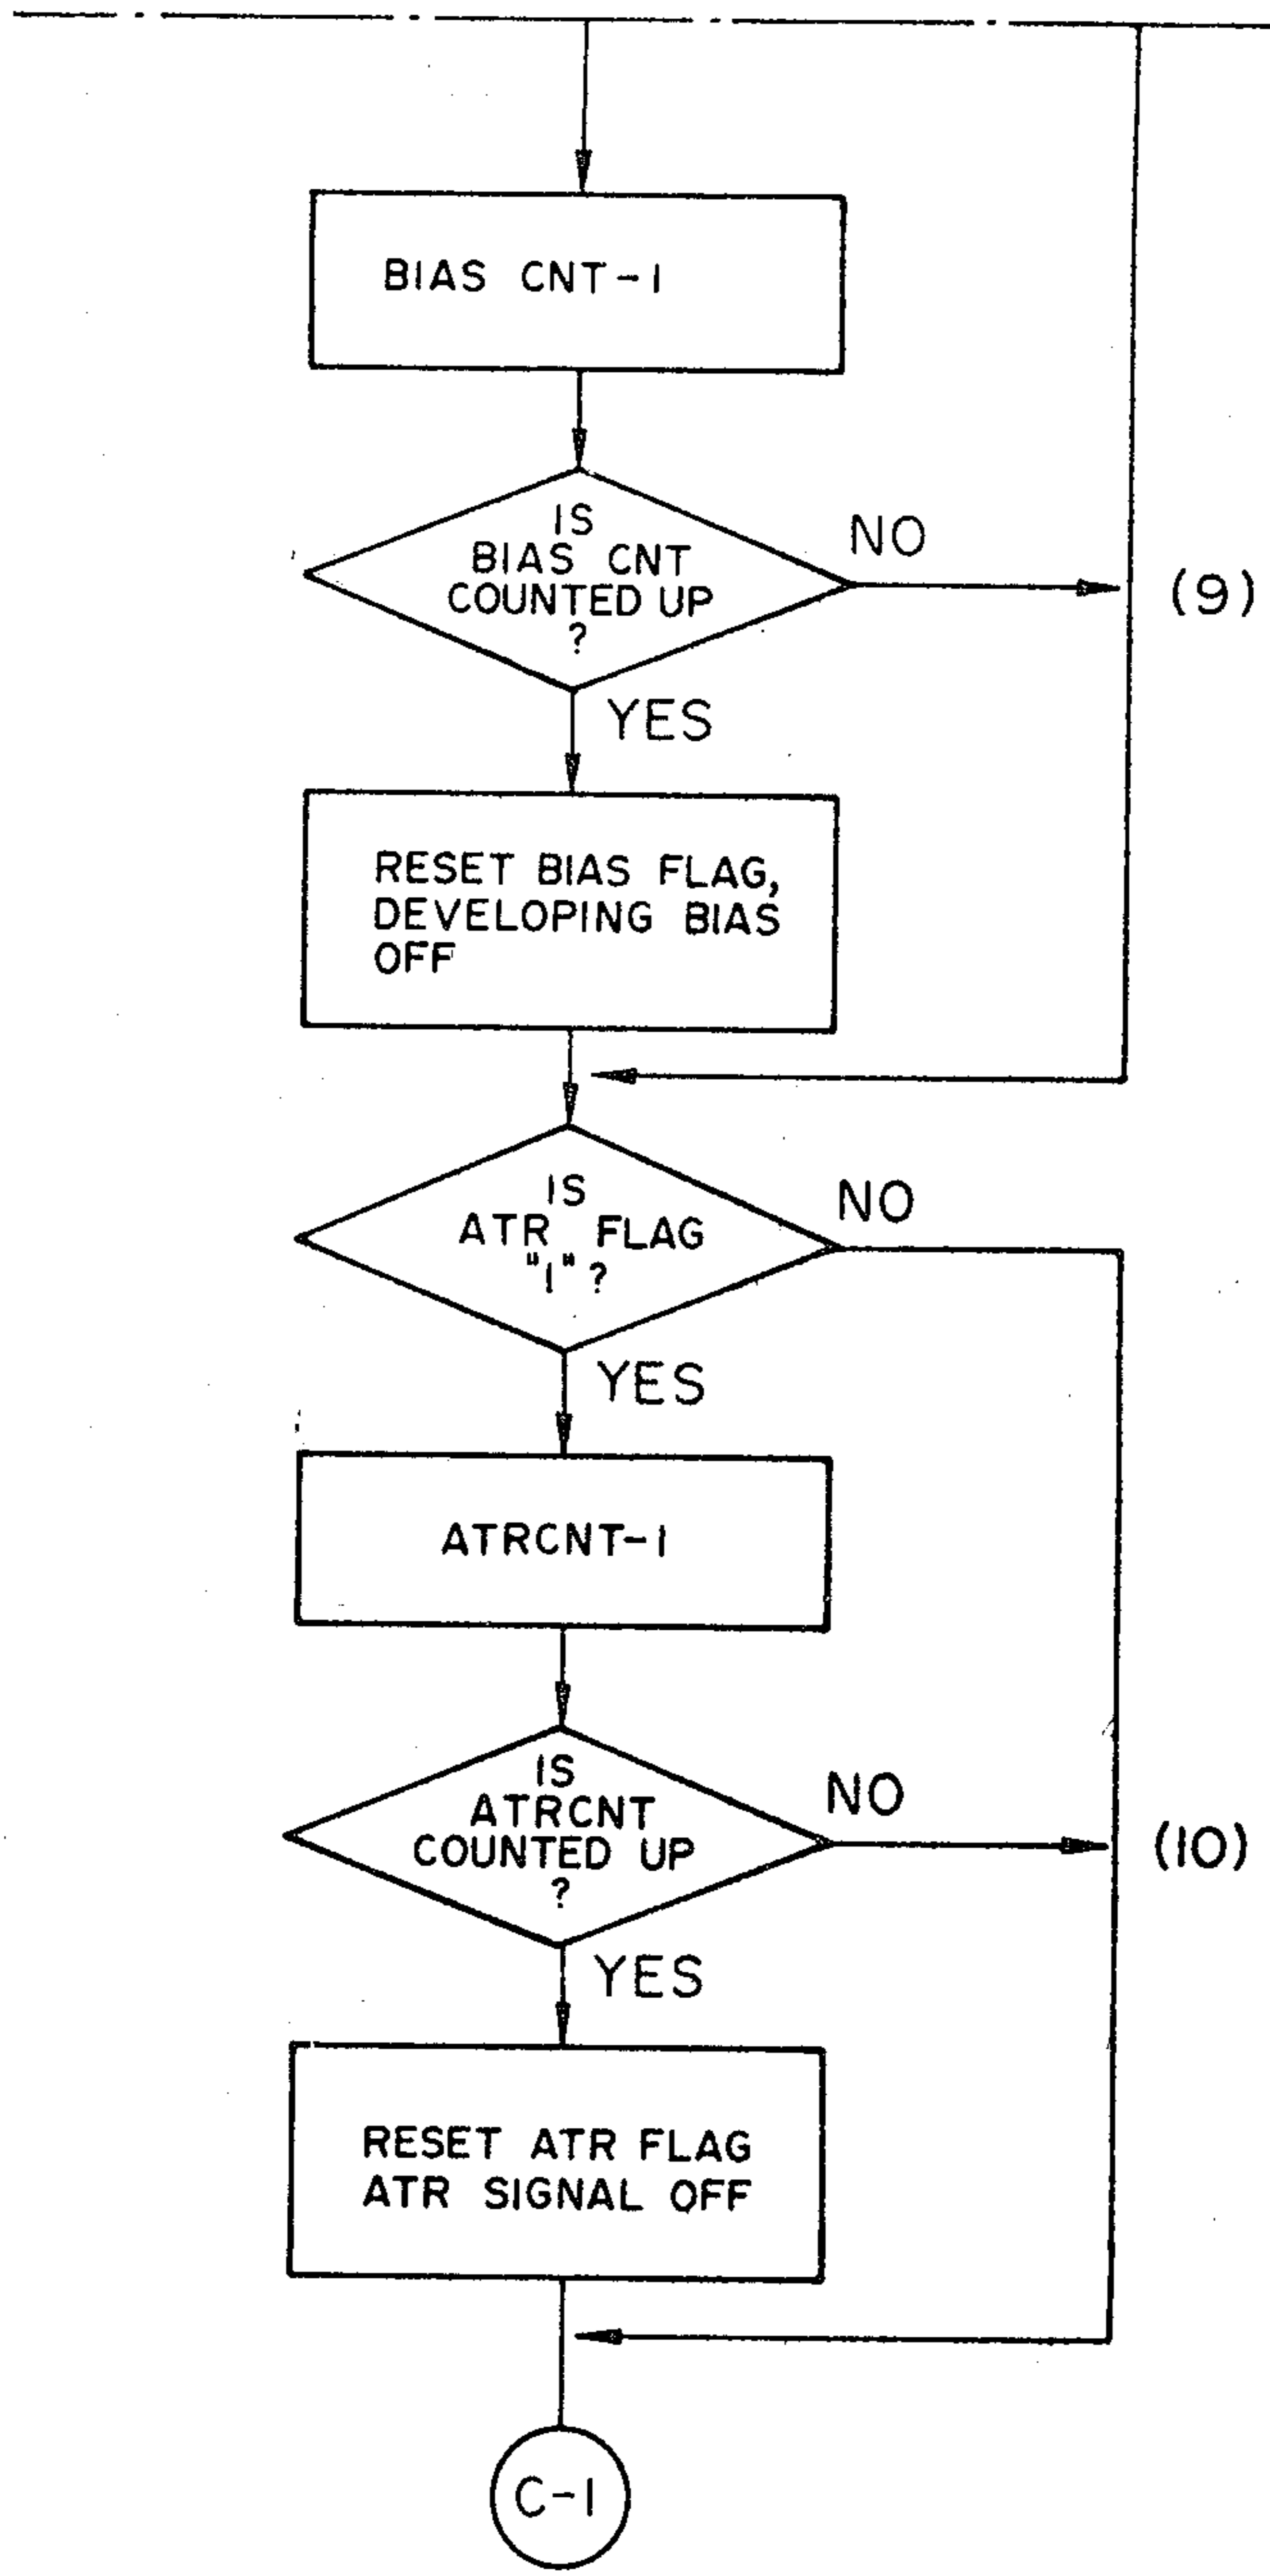 BIAS CNT-1
IS
BIAS CNT
COUNTED UP
?
NO
(9)
YES
RESET BIAS FLAG,
DEVELOPING BIAS
OFF
IS
ATR FLAG
"1" ?
NO
YES
ATRCNT-1
IS
ATRCNT
COUNTED UP
?
NO
(10)
YES
RESET ATR FLAG
ATR SIGNAL OFF
C-1